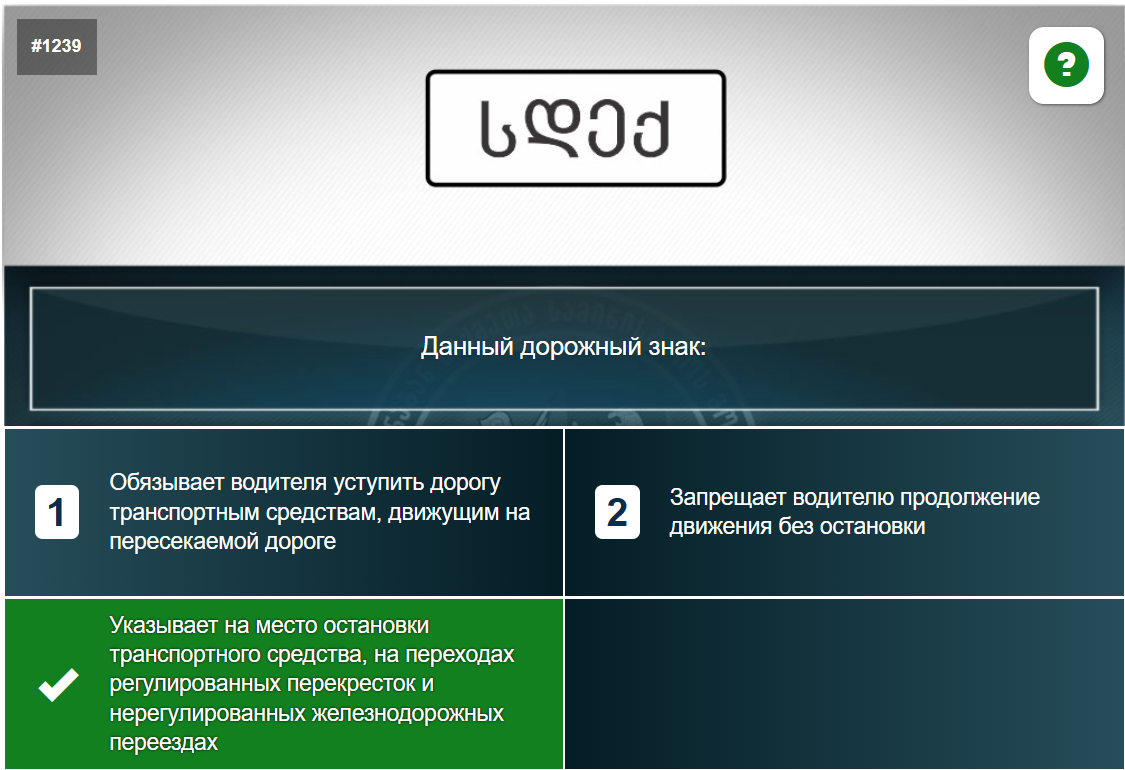 #1239
?
სდექ
Данный дорожный знак:
1
Обязывает водителя уступить дорогу
транспортным средствам, движущим на
пересекаемой дороге
2
Запрещает водителю продолжение
движения без остановки
Указывает на место остановки
транспортного средства, на переходах
регулированных перекресток и
нерегулированных железнодорожных
переездах